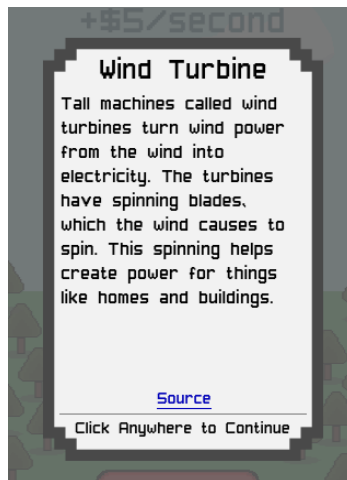 +$5/second
Wind Turbine
Tall machines called wind
turbines turn wind power
from the wind into
electricity. The turbines
have spinning blades,
which the wind causes to
spin. This spinning helps
create power for things
like homes and buildings.
Source
Click Anywhere to Continue